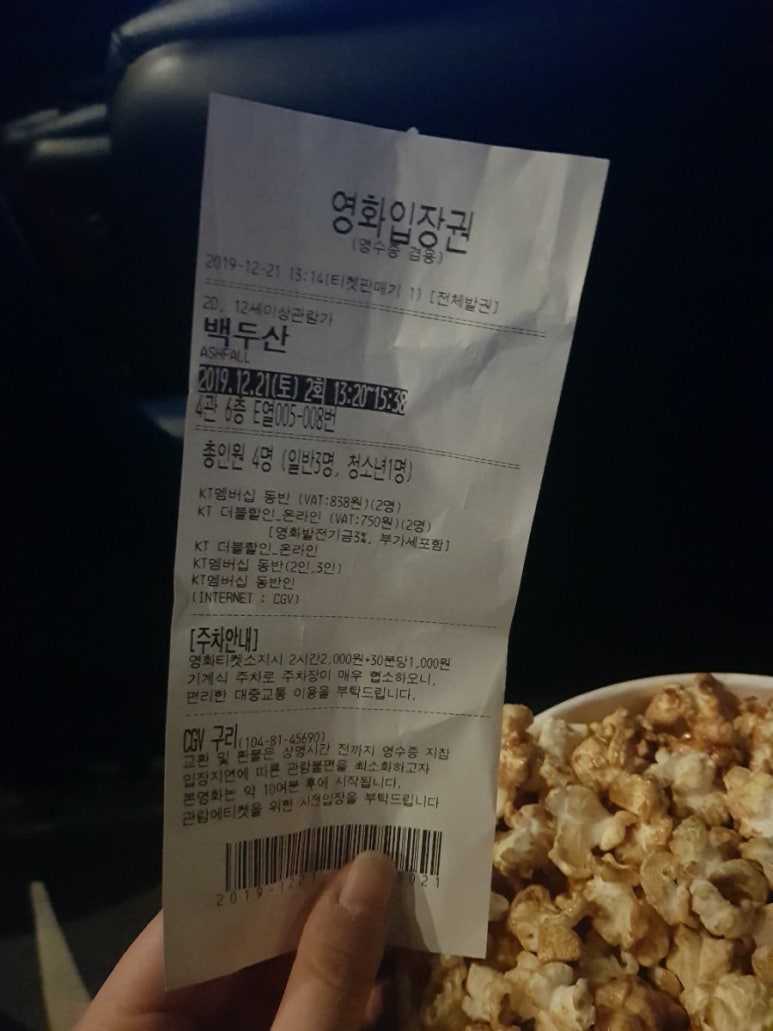 영화입장권
(영수증 겸용)
2019-12-21 13:14(티켓판매기 1) [전체발권]
2D, 12세이상관람가
백두산
ASHFALL
2019.12.21(토) 2회 13:20~15:38
4관 6층 E열005-008번
총인원 4명 (일반3명, 청소년1명)
KT멤버십 동반 (VAT:838원)(2명)
KT 더블할인_온라인 (VAT:750원)(2명)
[영화발전기금3%, 부가세포함]
KT 더블할인_온라인
KT멤버십 동반(2인,3인)
KT멤버십 동반인
(INTERNET : CGV)
[주차안내]
영화티켓소지시 2시간2,000원+30분당1,000원
기계식 주차로 주차장이 매우 협소하오니,
편리한 대중교통 이용을 부탁드립니다.
CGV 구리(104-81-45690)
교환 및 환불은 상영시간 전까지 영수증 지참
입장지연에 따른 관람불편을 최소화하고자
본영화는 약 10여분 후에 시작됩니다.
관람에티켓을 위한 사전입장을 부탁드립니다
2019-1221 021